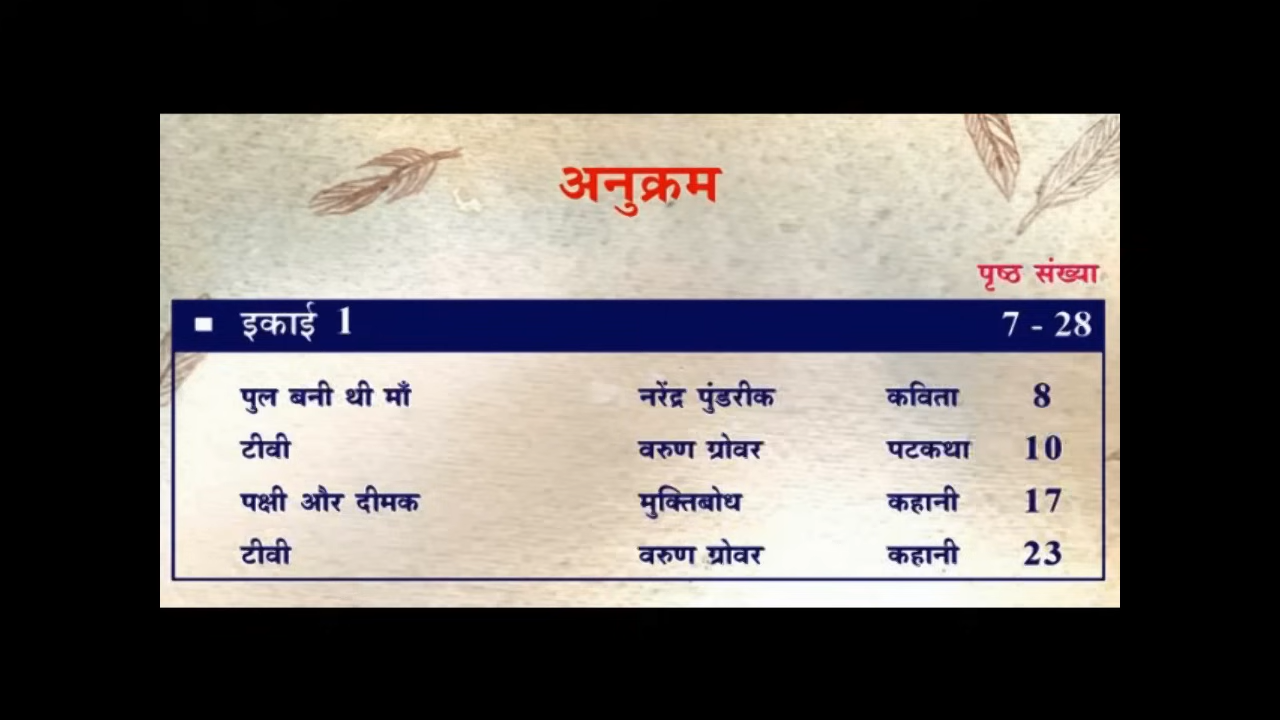 अनुक्रम
पृष्ठ संख्या
■ इकाई 1 7 - 28
पुल बनी थी माँ नरेंद्र पुंडरीक कविता 8
टीवी वरुण ग्रोवर पटकथा 10
पक्षी और दीमक मुक्तिबोध कहानी 17
टीवी वरुण ग्रोवर कहानी 23